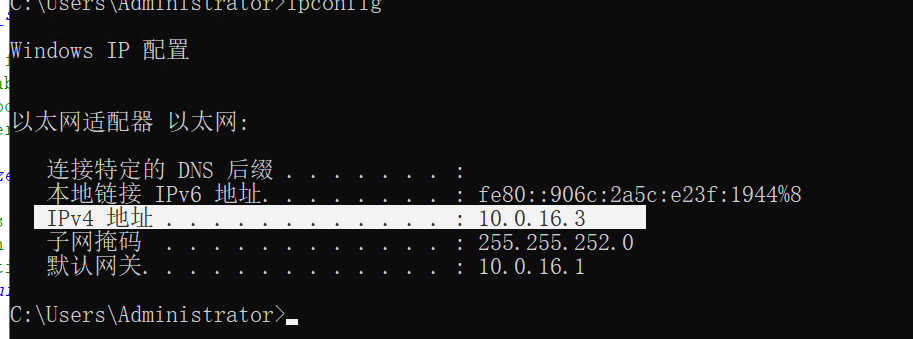 C:\Users\Administrator>ipconfig
Windows IP 配置
以太网适配器 以太网:
连接特定的 DNS 后缀 . . . . . . . :
本地链接 IPv6 地址. . . . . . . . : fe80::906c:2a5c:e23f:1944%8
IPv4 地址 . . . . . . . . . . . . : 10.0.16.3
子网掩码  . . . . . . . . . . . . : 255.255.252.0
默认网关. . . . . . . . . . . . . : 10.0.16.1
C:\Users\Administrator>